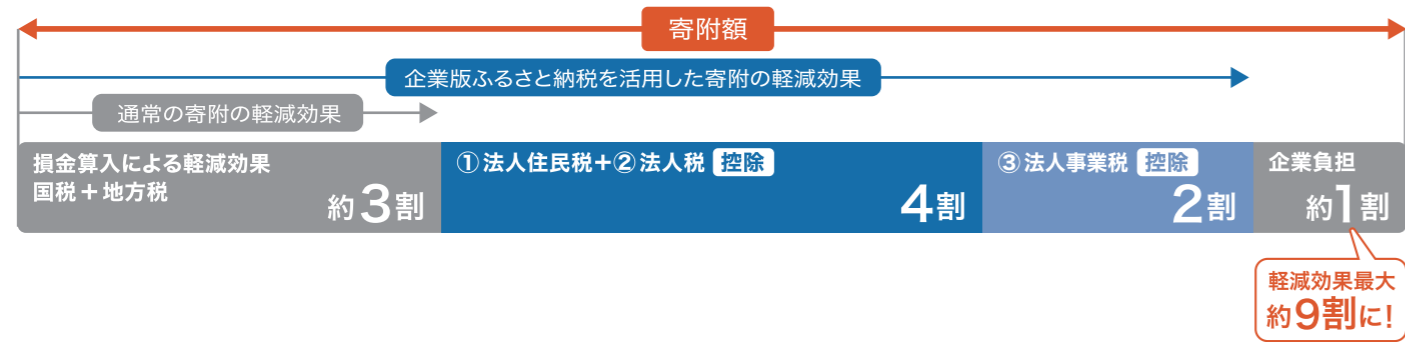 寄附額
企業版ふるさと納税を活用した寄附の軽減効果
通常の寄附の軽減効果
損金算入による軽減効果
国税+地方税
約3割
①法人住民税+②法人税 控除
4割
③法人事業税 控除
2割
企業負担
約1割
軽減効果最大
約9割に!